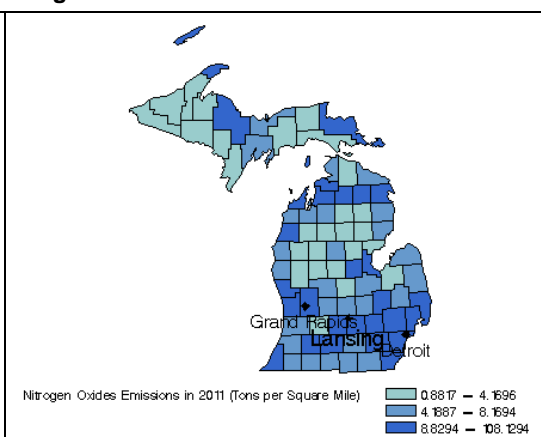 Grand Rapids
Lansing
Detroit
Nitrogen Oxides Emissions in 2011 (Tons per Square Mile)
0.8817 – 4.1696
4.1887 – 8.1694
8.8294 – 108.1294